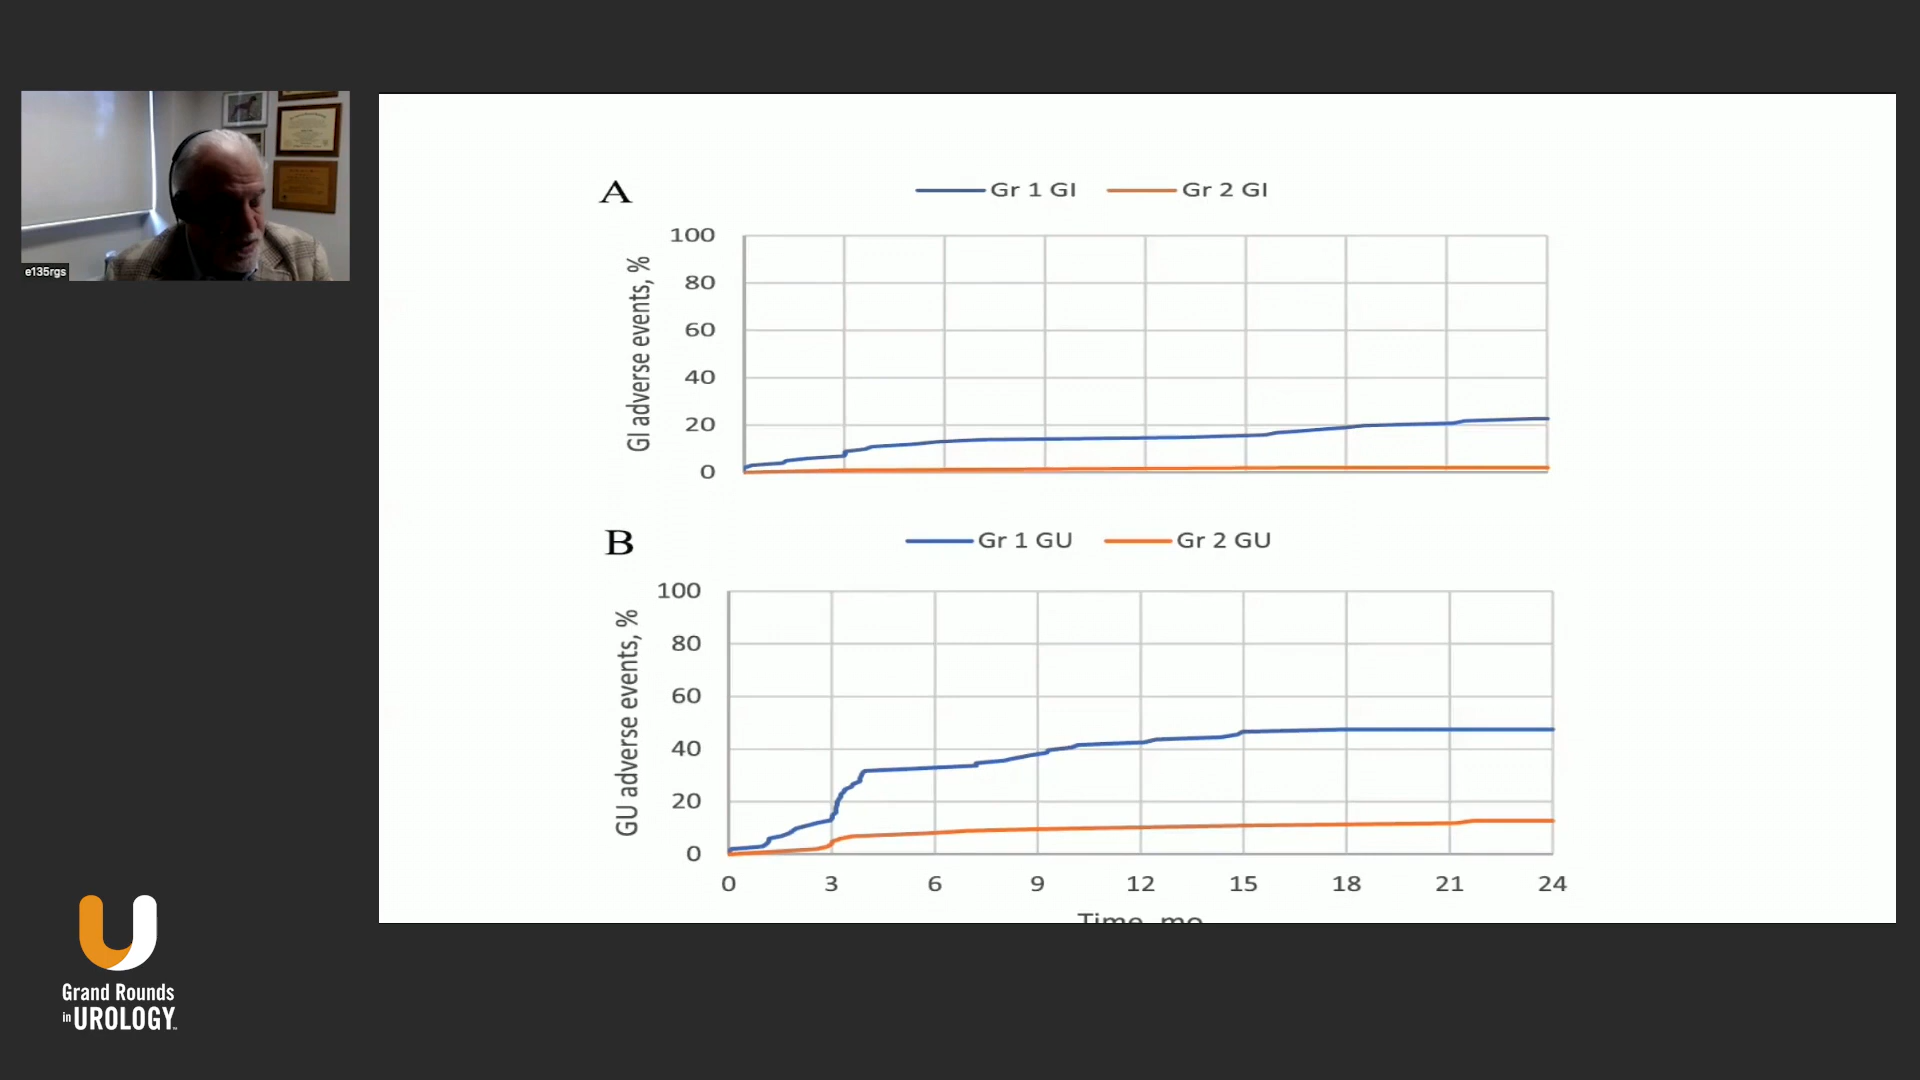 e135rgs
A
Gr 1 GI Gr 2 GI
GI adverse events, %
100
80
60
40
20
0
B
Gr 1 GU Gr 2 GU
GU adverse events, %
100
80
60
40
20
0
0 3 6 9 12 15 18 21 24
Time, mo
Grand Rounds
in UROLOGY